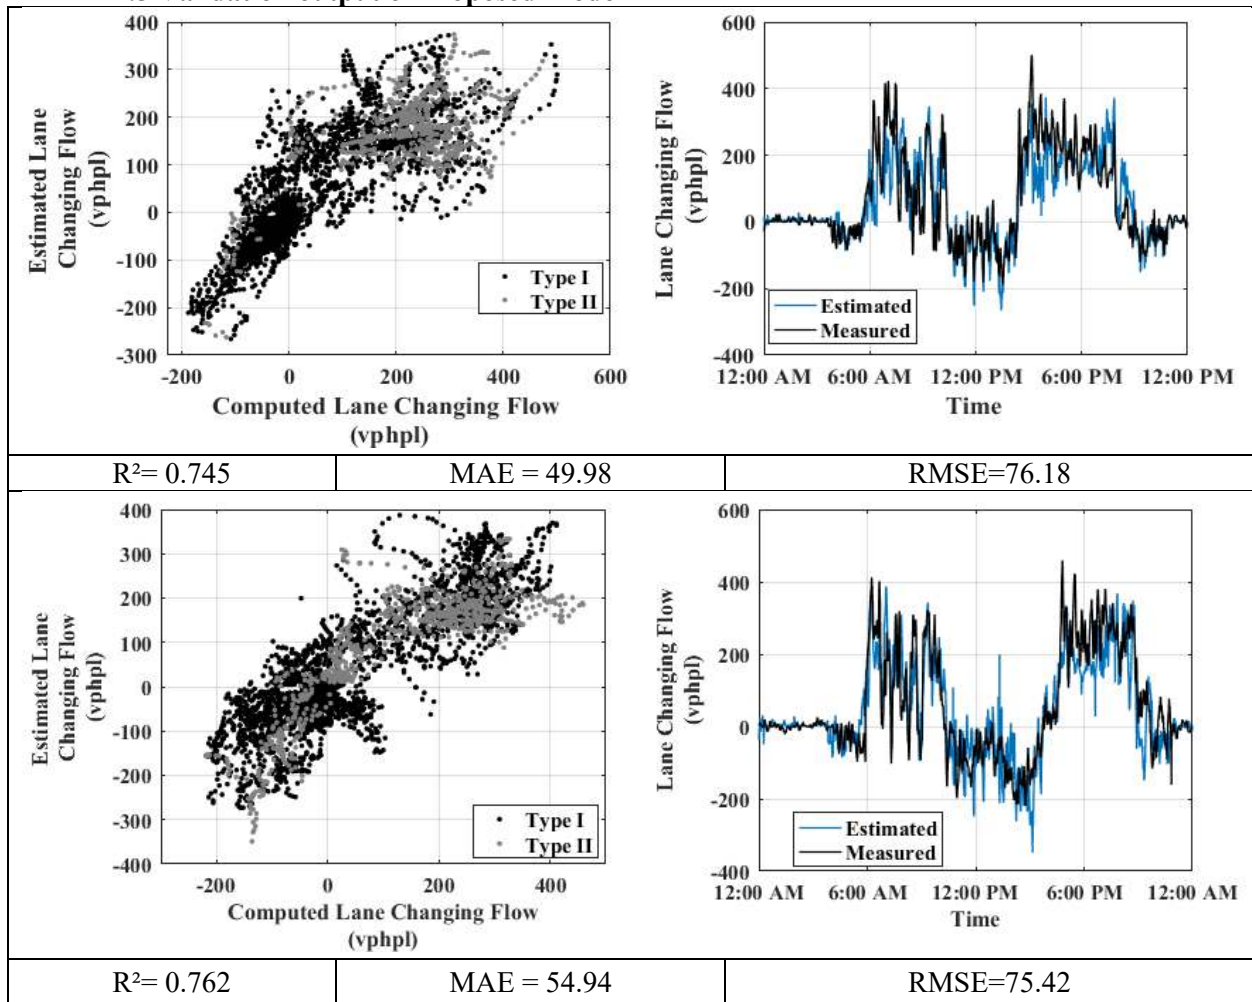 400
300
200
100
0
-100
-200
-300
-200
0
200
400
600
Estimated Lane
Changing Flow
(vphpl)
Computed Lane Changing Flow
(vphpl)
Type I
Type II
600
400
200
0
-200
-400
12:00 AM
6:00 AM
12:00 PM
6:00 PM
12:00 PM
Lane Changing Flow
(vphpl)
Time
Estimated
Measured
R²= 0.745
MAE = 49.98
RMSE=76.18
400
300
200
100
0
-100
-200
-300
-400
-200
0
200
400
Estimated Lane
Changing Flow
(vphpl)
Computed Lane Changing Flow
(vphpl)
Type I
Type II
600
400
200
0
-200
-400
12:00 AM
6:00 AM
12:00 PM
6:00 PM
12:00 AM
Lane Changing Flow
(vphpl)
Time
Estimated
Measured
R²= 0.762
MAE = 54.94
RMSE=75.42